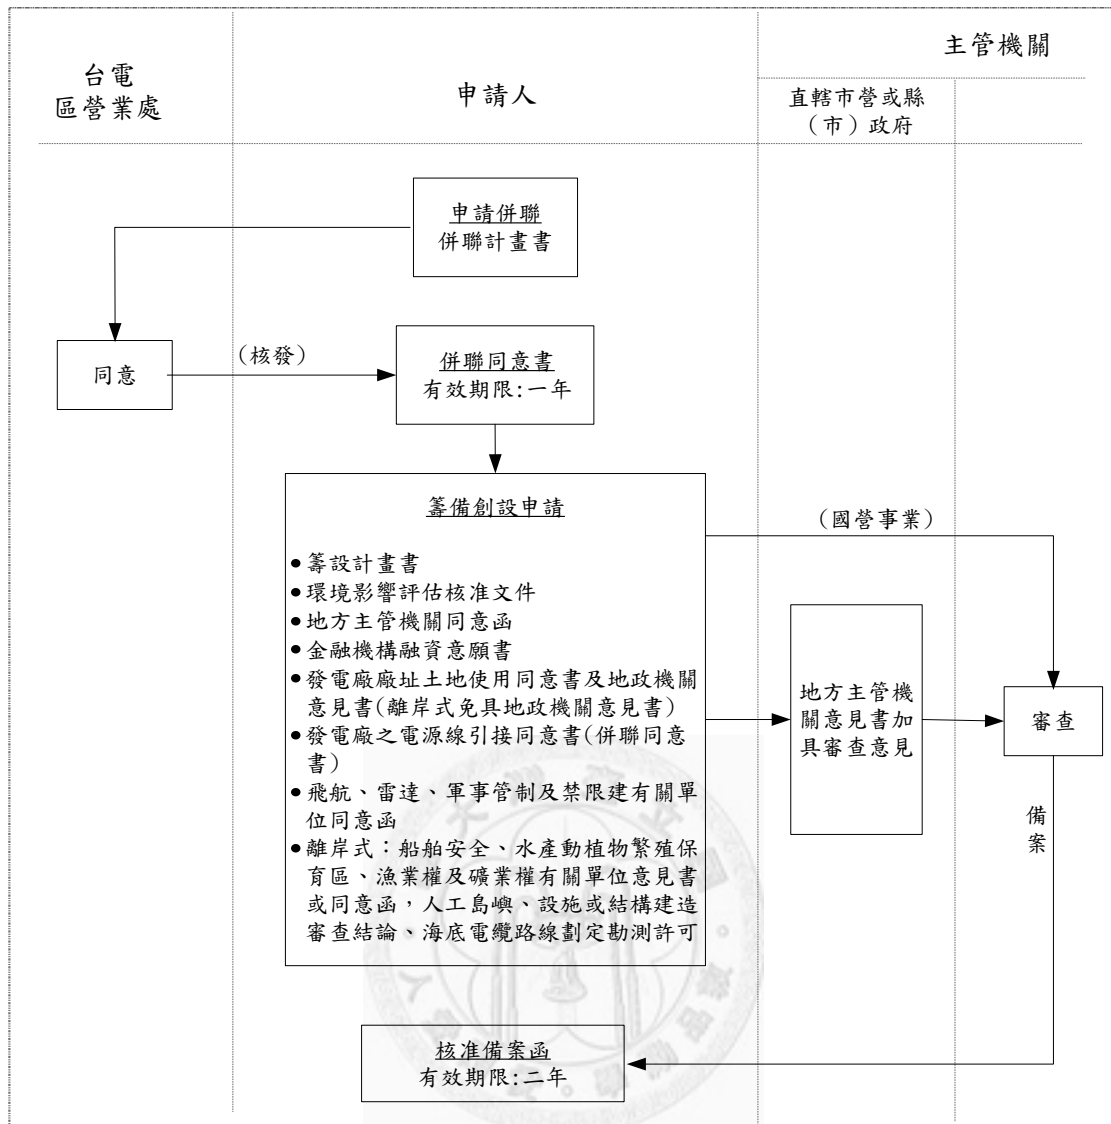 主管機關
台電
區營業處
申請人
直轄市營或縣
（市）政府
申請併聯
併聯計畫書
同意
（核發）
併聯同意書
有效期限:一年
籌備創設申請
●籌設計畫書
●環境影響評估核准文件
●地方主管機關同意函
●金融機構融資意願書
●發電廠廠址土地使用同意書及地政機關
意見書(離岸式免具地政機關意見書)
●發電廠之電源線引接同意書(併聯同意
書)
●飛航、雷達、軍事管制及禁限建有關單
位同意函
●離岸式：船舶安全、水產動植物繁殖保
育區、漁業權及礦業權有關單位意見書
或同意函，人工島嶼、設施或結構建造
審查結論、海底電纜路線劃定勘測許可
（國營事業）
地方主管機
關意見書加
具審查意見
審查
備案
核准備案函
有效期限:二年